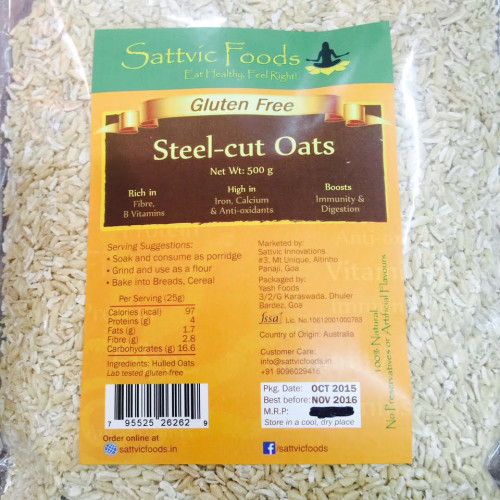 Sattvic Foods
Eat Healthy, Feel Right!
Gluten Free
Steel-cut Oats
Net Wt: 500 g
Rich in
Fibre,
B Vitamins
High in
Iron, Calcium
& Anti-oxidants
Boosts
Immunity &
Digestion
Serving Suggestions:
• Soak and consume as porridge
• Grind and use as a flour
• Bake into Breads, Cereal
Per Serving (25g)
Calories (kcal) 97
Proteins (g) 4
Fats (g) 1.7
Fibre (g) 2.8
Carbohydrates (g) 16.6
Ingredients: Hulled Oats
Lab tested gluten-free
7 95525 26262 9
Order online at
sattvicfoods.in
Marketed by:
Sattvic Innovations
#3, Mt Unique, Altinho
Panaji, Goa
Packaged by:
Yasti Foods
3/2/G Karaswada, Dhuler
Bardez, Goa
fssai Lic. No.10612001000763
Country of Origin: Australia
Customer Care:
info@sattvicfoods.in
+91 9096029416
Pkg. Date: OCT 2015
Best before: NOV 2016
M.R.P:
Store in a cool, dry place
/sattvicfoods
100% Natural
No Preservatives or Artificial Flavours